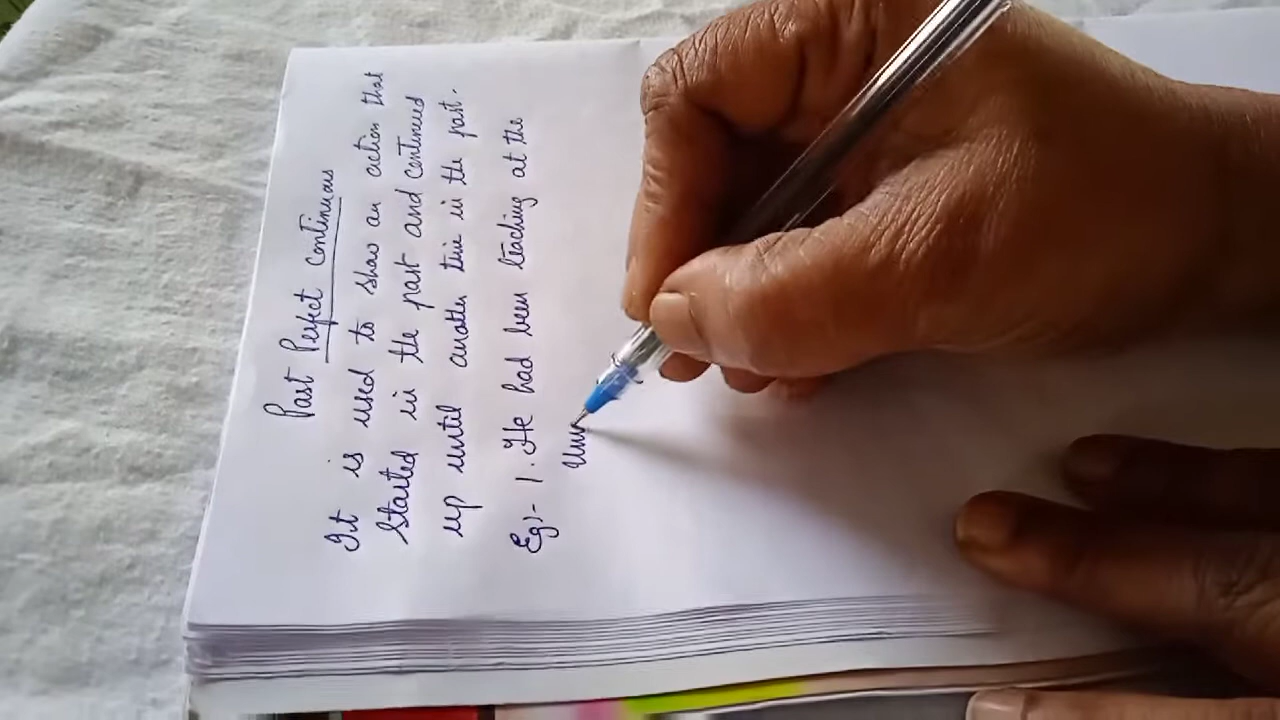 Past Perfect Continuous
It is used to show an action that
started in the past and continued
up until another time in the past.
Eg:- 1. He had been teaching at the
Univ